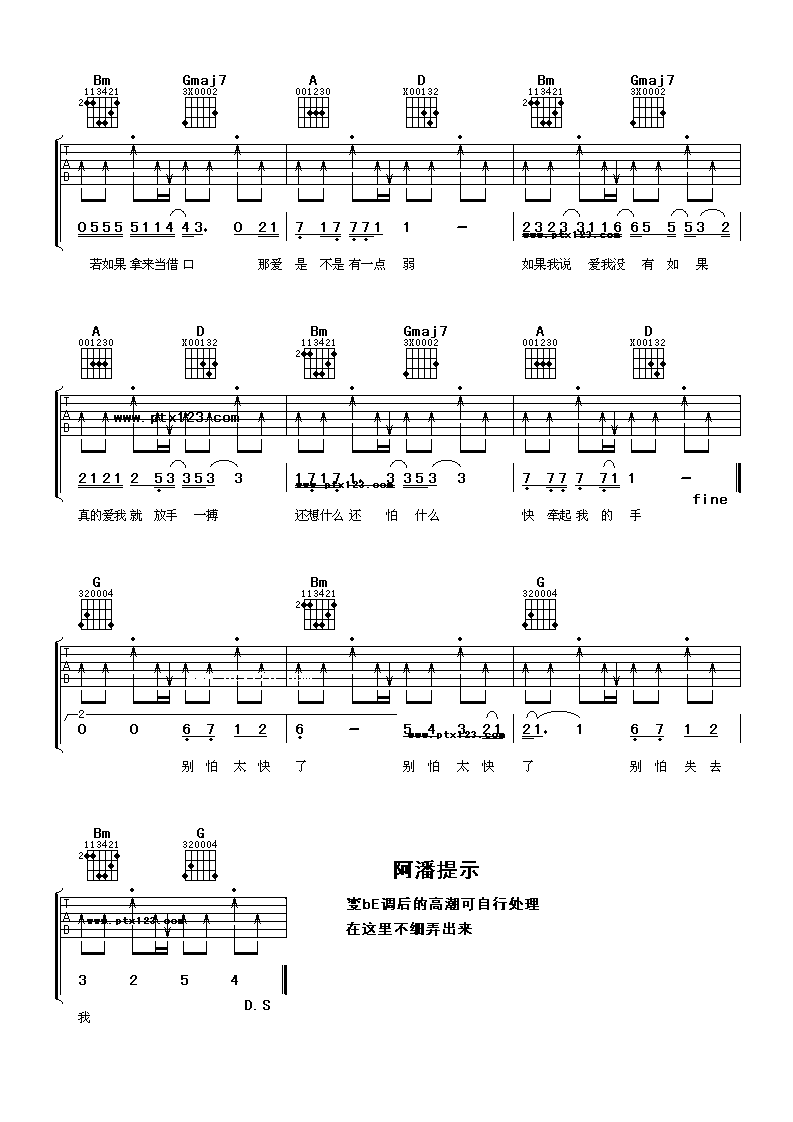 Bm Gmaj7 A D Bm Gmaj7
113421 3X0002 001230 X00132 113421 3X0002
2 2
T
A
B
0555 5114 43. 0 21 7 17 771 1 - 2323 3116 65 5 53 2
www.ptx123.com
若如果 拿来当借 口 那爱 是 不是 有一点 弱 如果我说 爱我没 有 如 果
A D Bm Gmaj7 A D
001230 X00132 113421 3X0002 001230 X00132
2
www.ptx123.com
2121 2 53 353 3 1717 1. 3 353 3 7 77 7 71 1 -
www.ptx123.com
fine
真的爱我 就 放手 一搏 还想什么 还 怕 什么 快 牵起 我 的 手
G Bm G
320004 113421 320004
2
2
0 0 6 7 1 2 6 - 5 4 3 21 21. 1 6 7 1 2
www.ptx123.com
别 怕 太 快 了 别 怕 太 快 了 别 怕 失 去
Bm G
113421 320004
2
阿潘提示
变bE调后的高潮可自行处理
www.ptx123.com
在这里不细弄出来
3 2 5 4
D.S
我